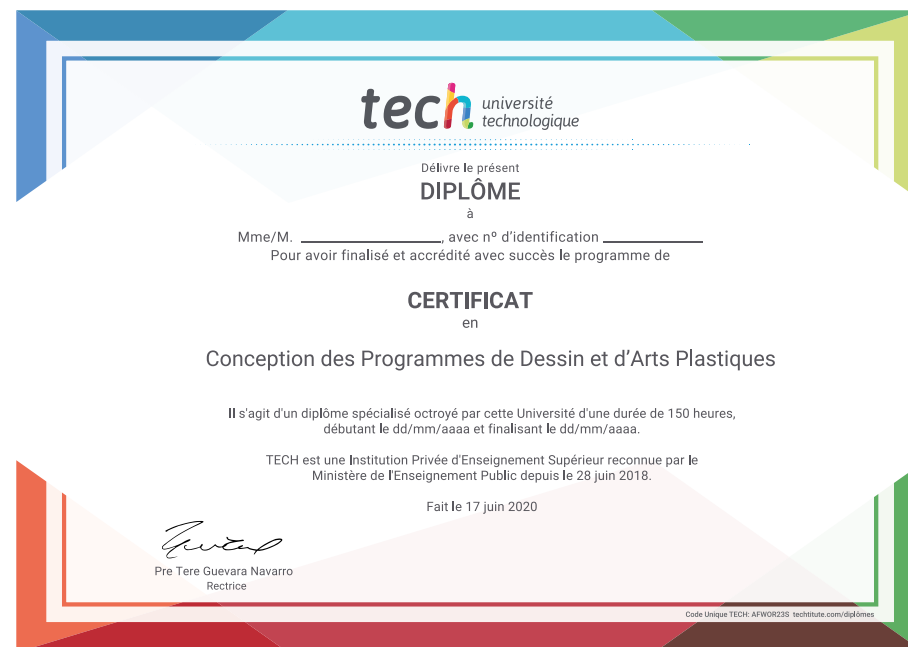 tech université
technologique
Délivre le présent
DIPLÔME
à
Mme/M. ____________________, avec nº d'identification ______________
Pour avoir finalisé et accrédité avec succès le programme de
CERTIFICAT
en
Conception des Programmes de Dessin et d'Arts Plastiques
Il s'agit d'un diplôme spécialisé octroyé par cette Université d'une durée de 150 heures,
débutant le dd/mm/aaaa et finalisant le dd/mm/aaaa.
TECH est une Institution Privée d'Enseignement Supérieur reconnue par le
Ministère de l'Enseignement Public depuis le 28 juin 2018.
Fait le 17 juin 2020
Pre Tere Guevara Navarro
Rectrice
Code Unique TECH: AFWOR23S techtitute.com/diplômes